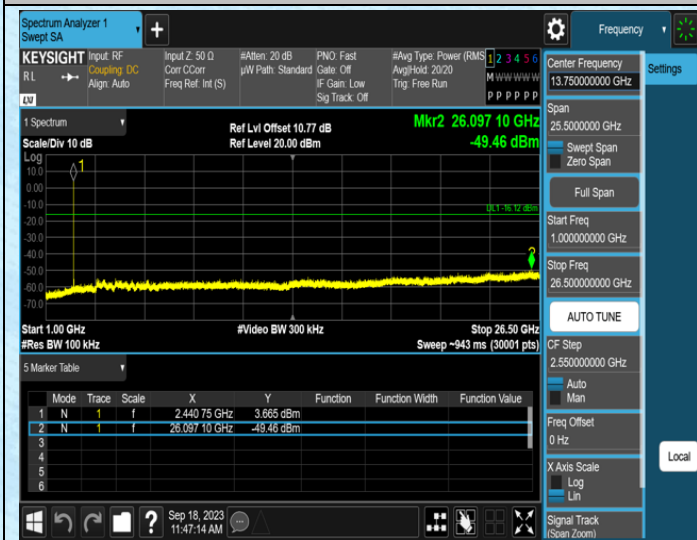 Spectrum Analyzer 1
Swept SA
+
Frequency
KEYSIGHT
Input: RF
Coupling: DC
Align: Auto
RL
LXI
Input Z: 50 Ω
Corr CCorr
Freq Ref: Int (S)
#Atten: 20 dB
µW Path: Standard
PNO: Fast
Gate: Off
IF Gain: Low
Sig Track: Off
#Avg Type: Power (RMS
Avg|Hold: 20/20
Trig: Free Run
1 2 3 4 5 6
M W W W W W
P P P P P P
1 Spectrum
Scale/Div 10 dB
Ref Lvl Offset 10.77 dB
Ref Level 20.00 dBm
Mkr2 26.097 10 GHz
-49.46 dBm
Log
10.0
0.00
-10.0
-20.0
-30.0
-40.0
-50.0
-60.0
-70.0
1
DL1 -16.12 dBm
2
Start 1.00 GHz
#Res BW 100 kHz
#Video BW 300 kHz
Stop 26.50 GHz
Sweep ~943 ms (30001 pts)
5 Marker Table
Mode Trace Scale X Y Function Function Width Function Value
1 N 1 f 2.440 75 GHz 3.665 dBm
2 N 1 f 26.097 10 GHz -49.46 dBm
3
4
5
6
Sep 18, 2023
11:47:14 AM
?
Center Frequency
13.750000000 GHz
Span
25.5000000 GHz
Swept Span
Zero Span
Full Span
Start Freq
1.000000000 GHz
Stop Freq
26.500000000 GHz
AUTO TUNE
CF Step
2.550000000 GHz
Auto
Man
Freq Offset
0 Hz
X Axis Scale
Log
Lin
Signal Track
(Span Zoom)
Settings
Local